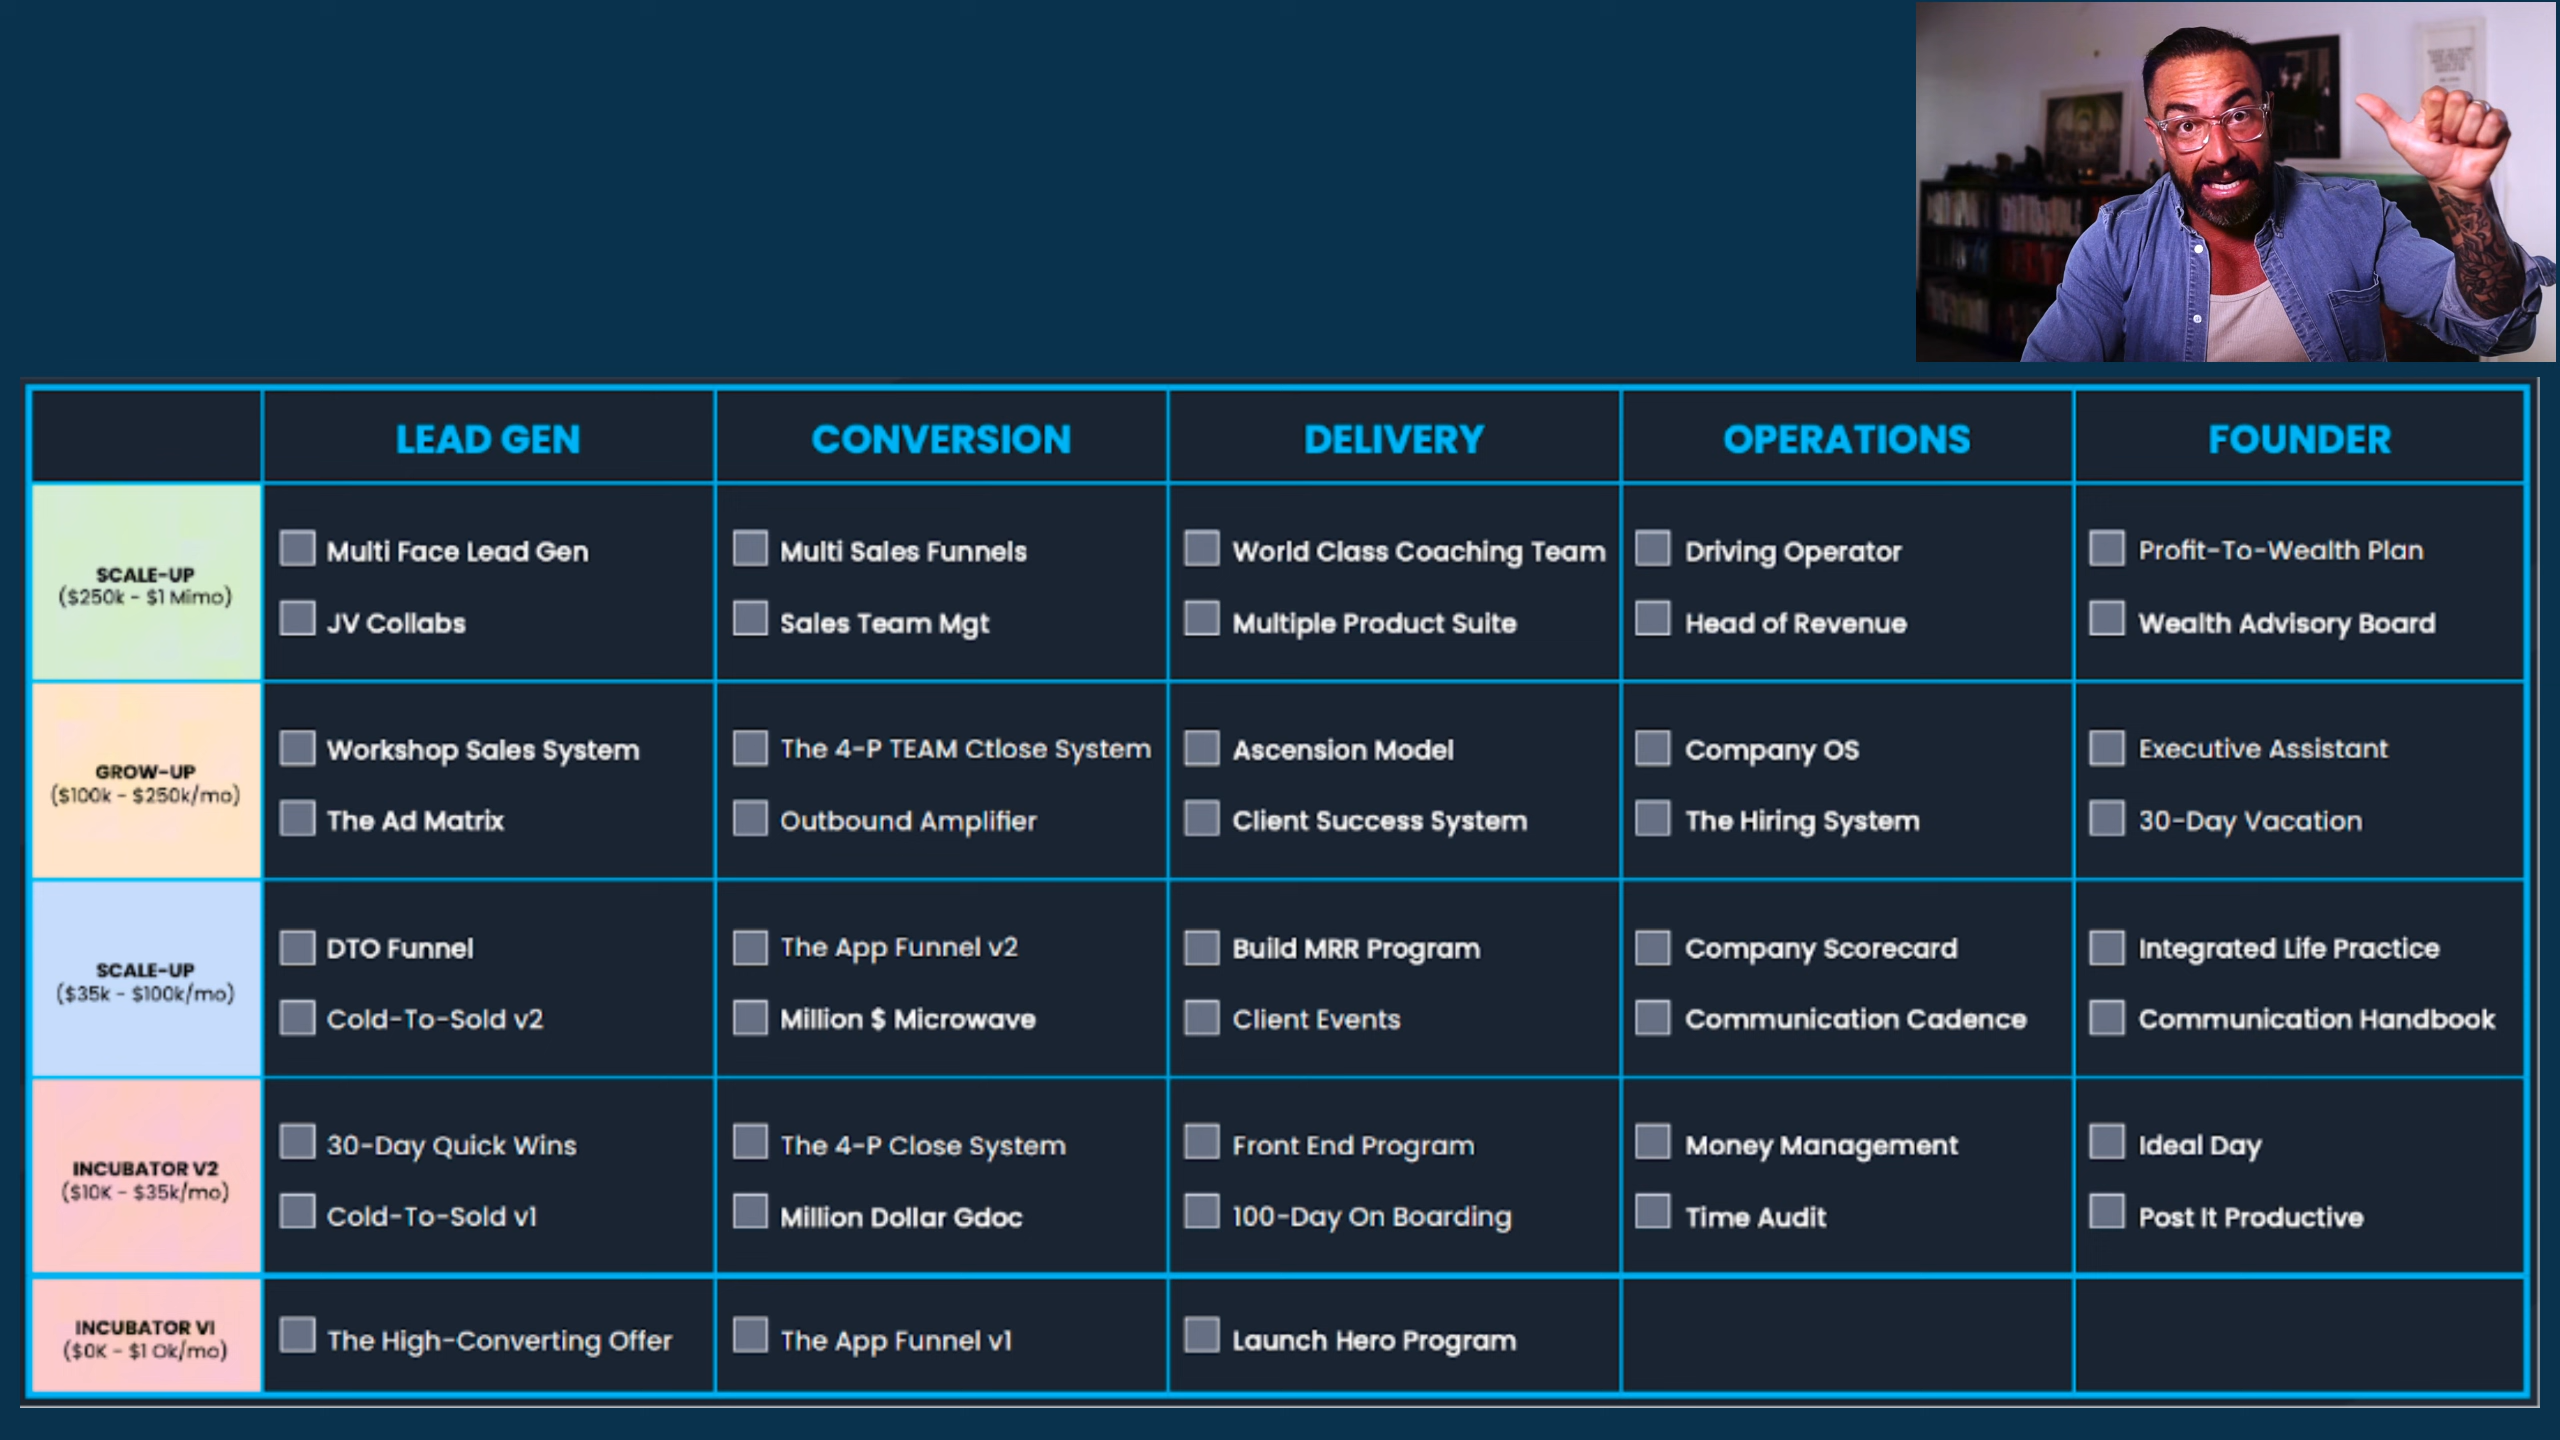 LEAD GEN
CONVERSION
DELIVERY
OPERATIONS
FOUNDER
SCALE-UP
($250k - $1 Mimo)
Multi Face Lead Gen
JV Collabs
Multi Sales Funnels
Sales Team Mgt
World Class Coaching Team
Multiple Product Suite
Driving Operator
Head of Revenue
Profit-To-Wealth Plan
Wealth Advisory Board
GROW-UP
($100k - $250k/mo)
Workshop Sales System
The Ad Matrix
The 4-P TEAM Ctlose System
Outbound Amplifier
Ascension Model
Client Success System
Company OS
The Hiring System
Executive Assistant
30-Day Vacation
SCALE-UP
($35k - $100k/mo)
DTO Funnel
Cold-To-Sold v2
The App Funnel v2
Million $ Microwave
Build MRR Program
Client Events
Company Scorecard
Communication Cadence
Integrated Life Practice
Communication Handbook
INCUBATOR V2
($10K - $35k/mo)
30-Day Quick Wins
Cold-To-Sold v1
The 4-P Close System
Million Dollar Gdoc
Front End Program
100-Day On Boarding
Money Management
Time Audit
Ideal Day
Post It Productive
INCUBATOR V1
($0K - $1 0k/mo)
The High-Converting Offer
The App Funnel v1
Launch Hero Program